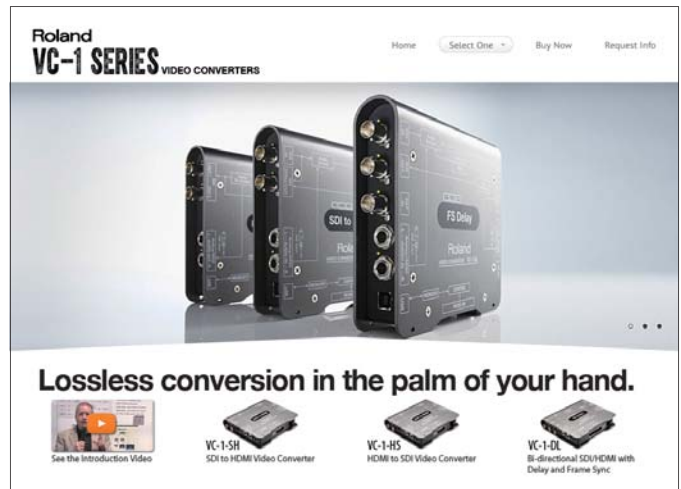 Roland
VC-1 SERIES VIDEO CONVERTERS
Home Select One Buy Now Request Info
SDI to
FS Delay
Roland
Roland
Lossless conversion in the palm of your hand.
See the Introduction Video
VC-1-SH
SDI to HDMI Video Converter
VC-1-HS
HDMI to SDI Video Converter
VC-1-DL
Bi-directional SDI/HDMI with
Delay and Frame Sync